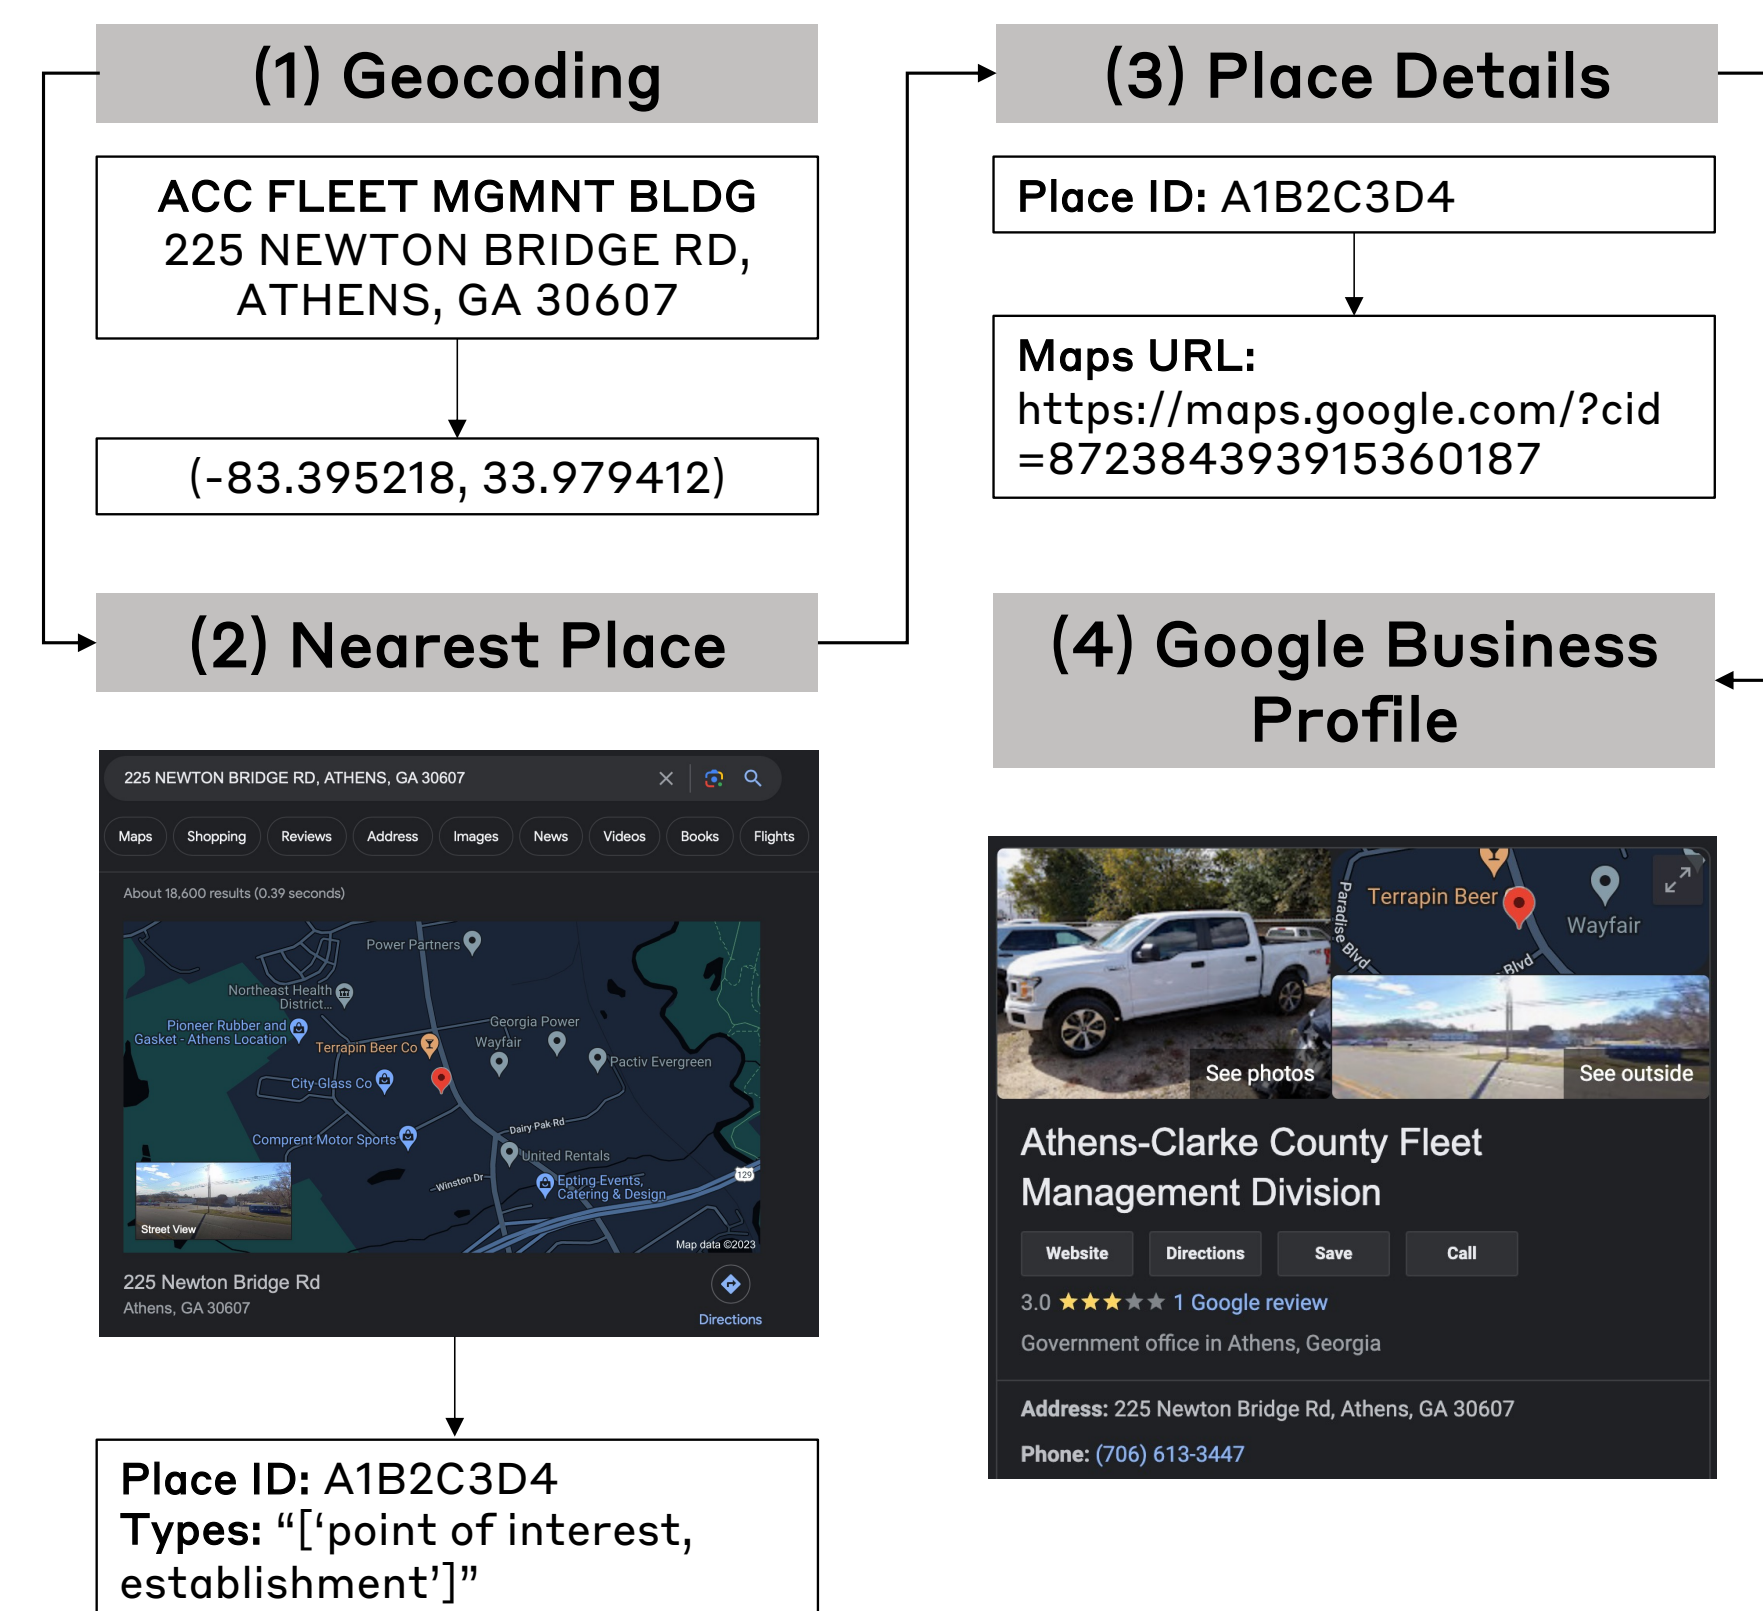 (1) Geocoding
ACC FLEET MGMNT BLDG
225 NEWTON BRIDGE RD,
ATHENS, GA 30607
(-83.395218, 33.979412)
(2) Nearest Place
225 NEWTON BRIDGE RD, ATHENS, GA 30607
Maps
Shopping
Reviews
Address
Images
News
Videos
Books
Flights
About 18,600 results (0.39 seconds)
Power Partners
Northeast Health
District...
Pioneer Rubber and
Gasket - Athens Location
Georgia Power
Wayfair
Terrapin Beer Co
Pactiv Evergreen
City Glass Co
Dairy Pak Rd
Comprent Motor Sports
United Rentals
Winston Dr
Epting Events,
Catering & Design
129
Street View
Map data ©2023
225 Newton Bridge Rd
Athens, GA 30607
Directions
Place ID: A1B2C3D4
Types: “[‘point of interest,
establishment’]”
(3) Place Details
Place ID: A1B2C3D4
Maps URL:
https://maps.google.com/?cid
=8723843939153601​87
(4) Google Business
Profile
Paradise Blvd
Terrapin Beer
Wayfair
Blvd
See photos
See outside
Athens-Clarke County Fleet
Management Division
Website
Directions
Save
Call
3.0 1 Google review
Government office in Athens, Georgia
Address: 225 Newton Bridge Rd, Athens, GA 30607
Phone: (706) 613-3447